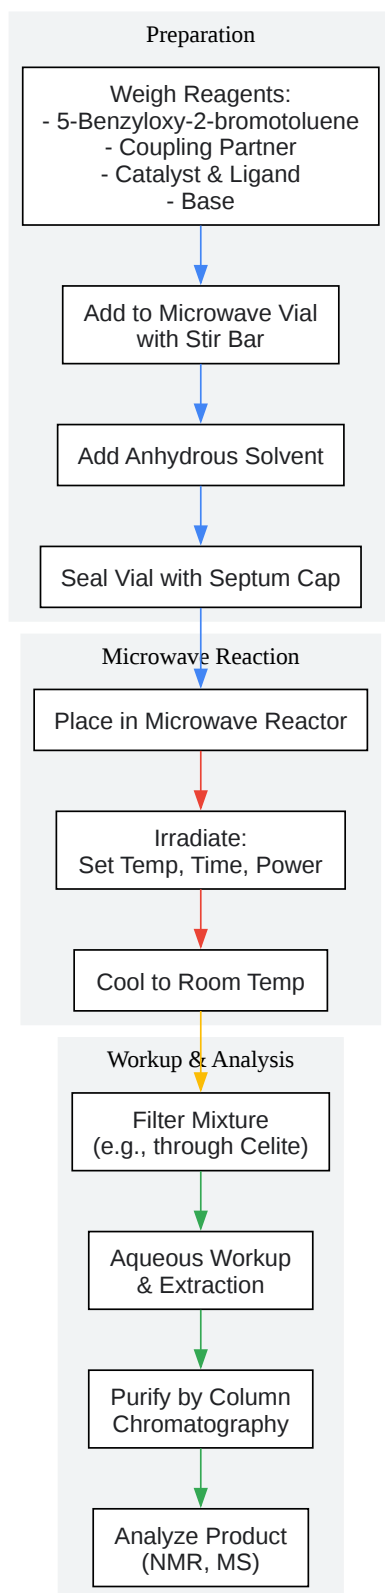 Preparation
Weigh Reagents:
- 5-Benzyloxy-2-bromotoluene
- Coupling Partner
- Catalyst & Ligand
- Base
Add to Microwave Vial
with Stir Bar
Add Anhydrous Solvent
Seal Vial with Septum Cap
Microwave Reaction
Place in Microwave Reactor
Irradiate:
Set Temp, Time, Power
Cool to Room Temp
Workup & Analysis
Filter Mixture
(e.g., through Celite)
Aqueous Workup
& Extraction
Purify by Column
Chromatography
Analyze Product
(NMR, MS)